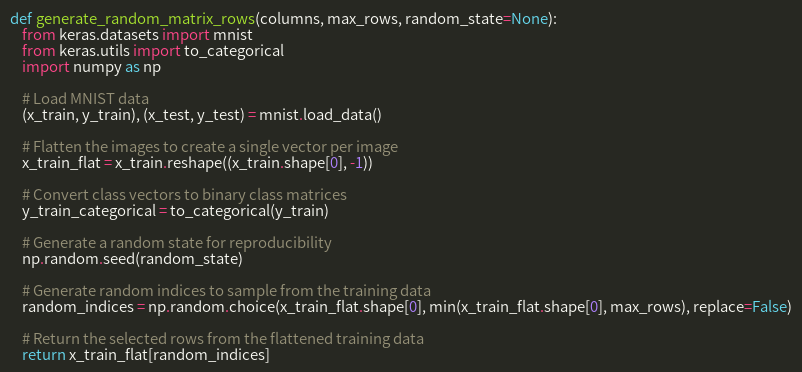 def generate_random_matrix_rows(columns, max_rows, random_state=None):
from keras.datasets import mnist
from keras.utils import to_categorical
import numpy as np
# Load MNIST data
(x_train, y_train), (x_test, y_test) = mnist.load_data()
# Flatten the images to create a single vector per image
x_train_flat = x_train.reshape((x_train.shape[0], -1))
# Convert class vectors to binary class matrices
y_train_categorical = to_categorical(y_train)
# Generate a random state for reproducibility
np.random.seed(random_state)
# Generate random indices to sample from the training data
random_indices = np.random.choice(x_train_flat.shape[0], min(x_train_flat.shape[0], max_rows), replace=False)
# Return the selected rows from the flattened training data
return x_train_flat[random_indices]